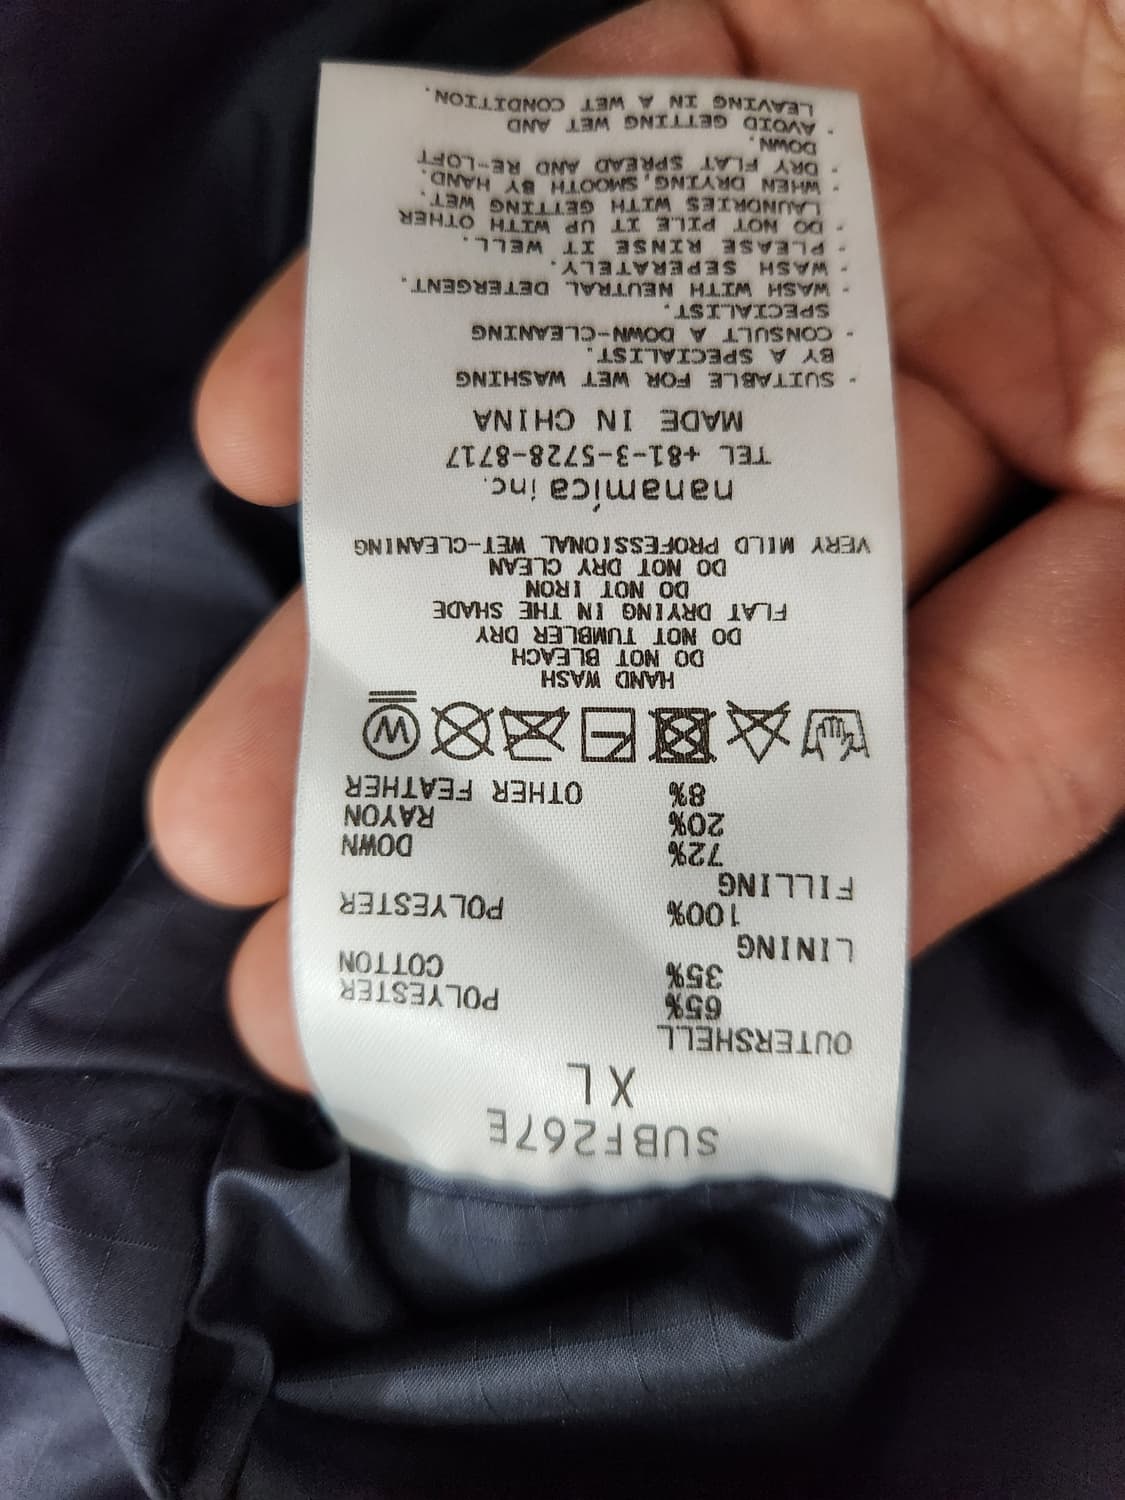 SUBF267E
XL
OUTERSHELL
65% POLYESTER
35% COTTON
LINING
100% POLYESTER
FILLING
72% DOWN
20% RAYON
8% OTHER FEATHER
W
HAND WASH
DO NOT BLEACH
DO NOT TUMBLER DRY
FLAT DRYING IN THE SHADE
DO NOT IRON
DO NOT DRY CLEAN
VERY MILD PROFESSIONAL WET-CLEANING
nanamica inc.
TEL +81-3-5728-8717
MADE IN CHINA
· SUITABLE FOR WET WASHING
BY A SPECIALIST.
· CONSULT A DOWN-CLEANING
SPECIALIST.
· WASH WITH NEUTRAL DETERGENT.
· WASH SEPERATELY.
· PLEASE RINSE IT WELL.
· DO NOT PILE IT UP WITH OTHER
LAUNDRIES WITH GETTING WET.
· WHEN DRYING, SMOOTH BY HAND.
· DRY FLAT SPREAD AND RE-LOFT
DOWN.
· AVOID GETTING WET AND
LEAVING IN A WET CONDITION.